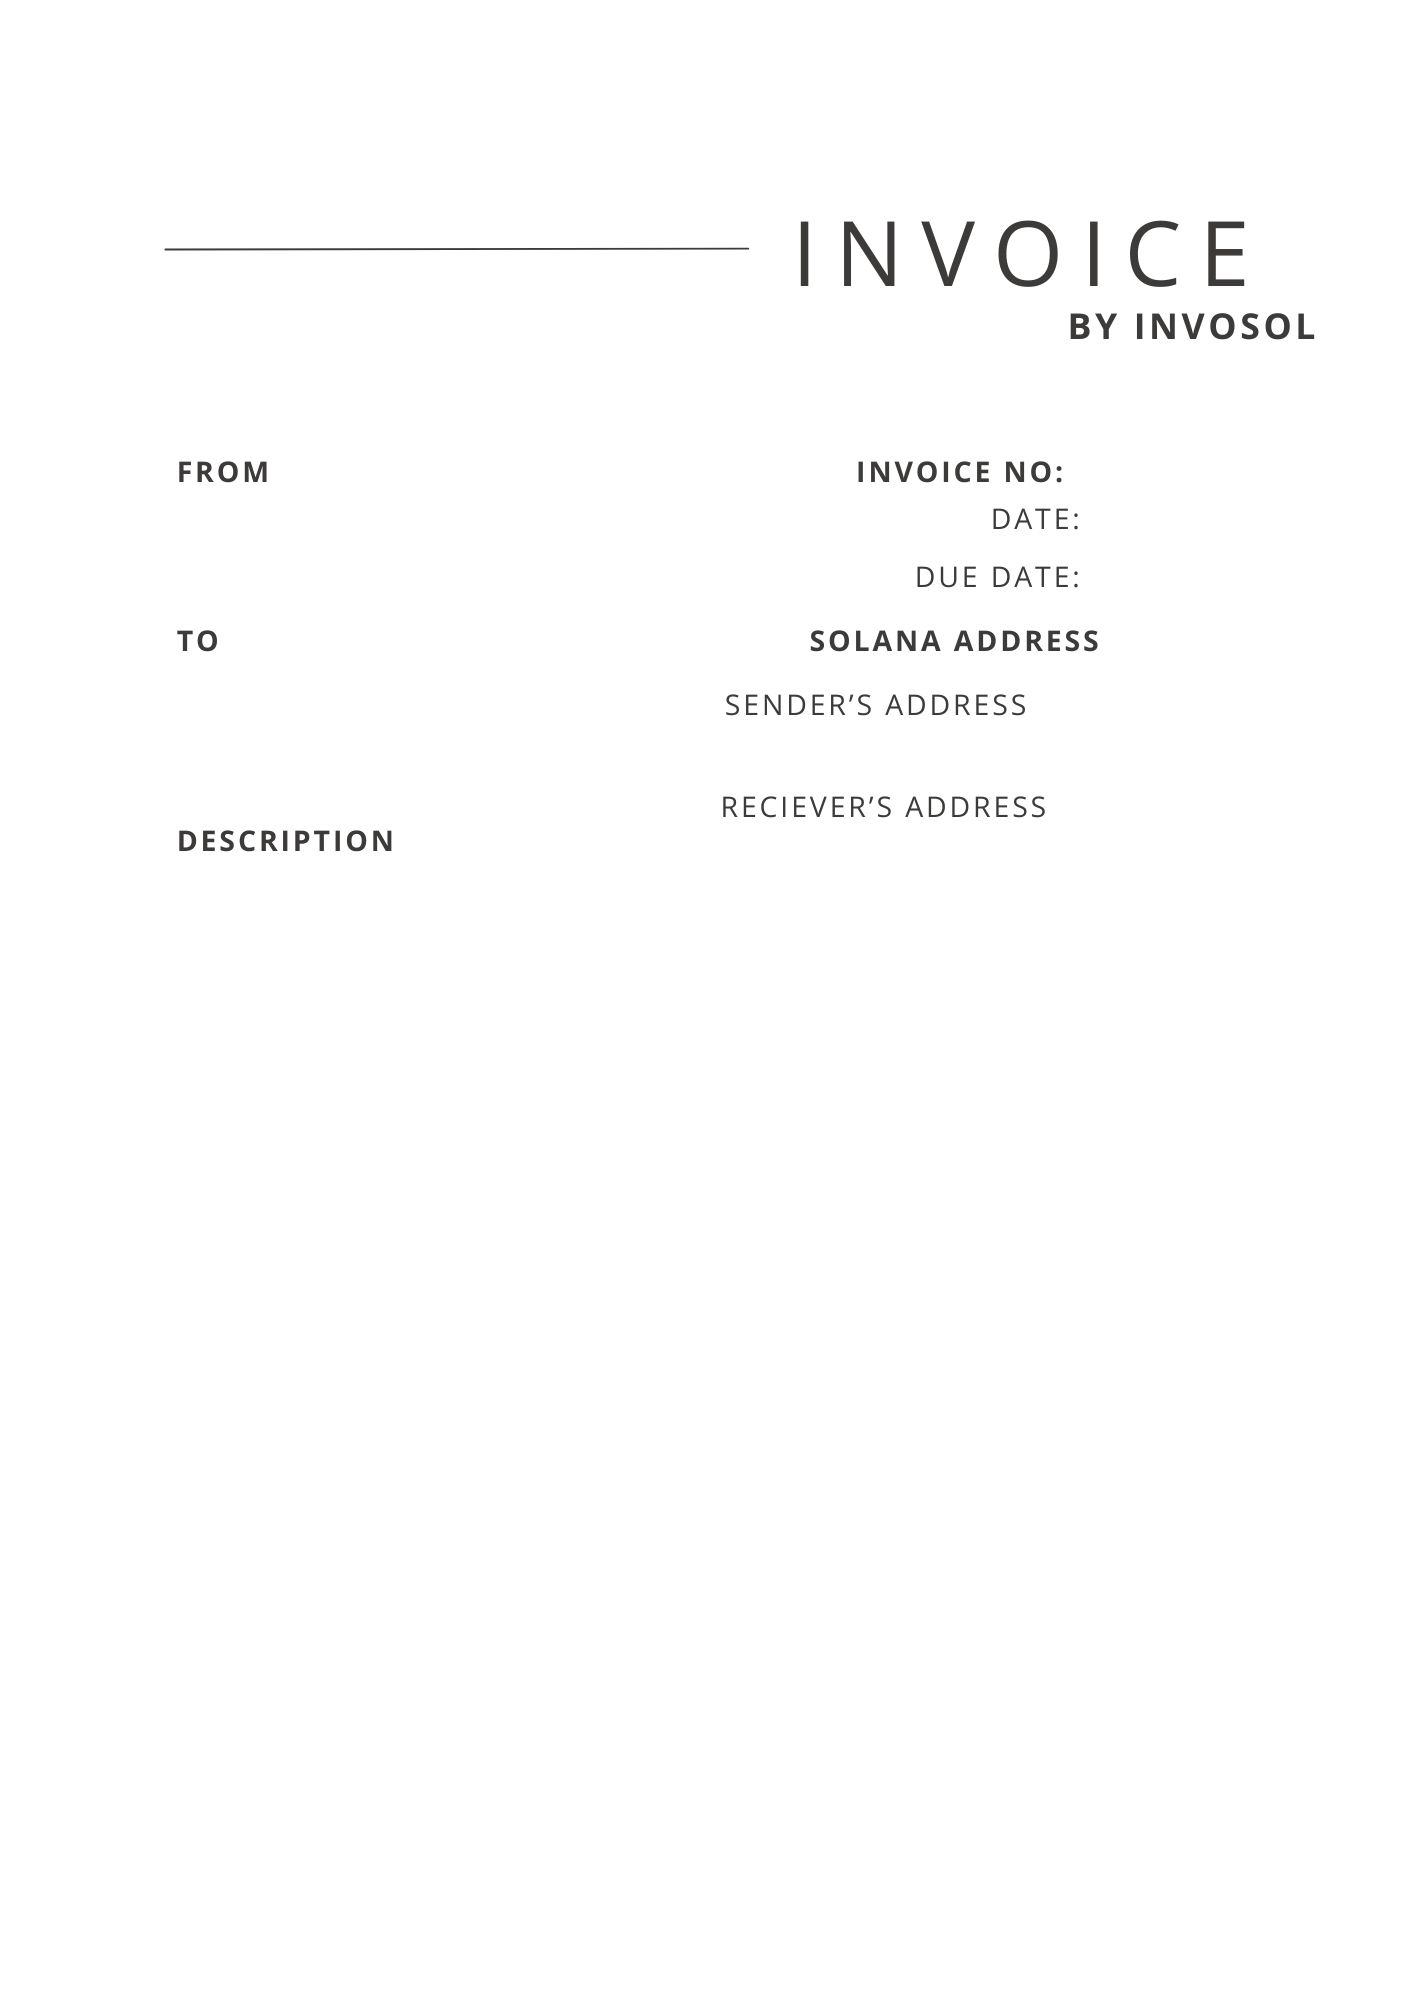 INVOICE
BY INVOSOL
FROM
INVOICE NO:
DATE:
DUE DATE:
TO
SOLANA ADDRESS
SENDER’S ADDRESS
RECIEVER’S ADDRESS
DESCRIPTION